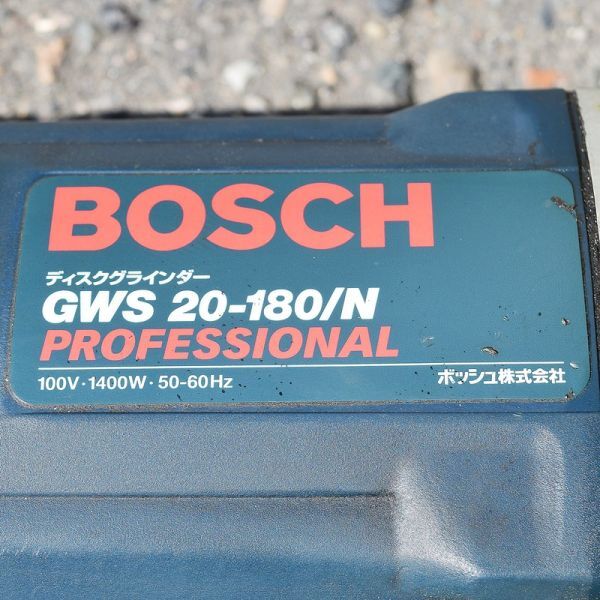 BOSCH
ディスクグラインダー
GWS 20-180/N
PROFESSIONAL
100V・1400W・50-60Hz
ボッシュ株式会社